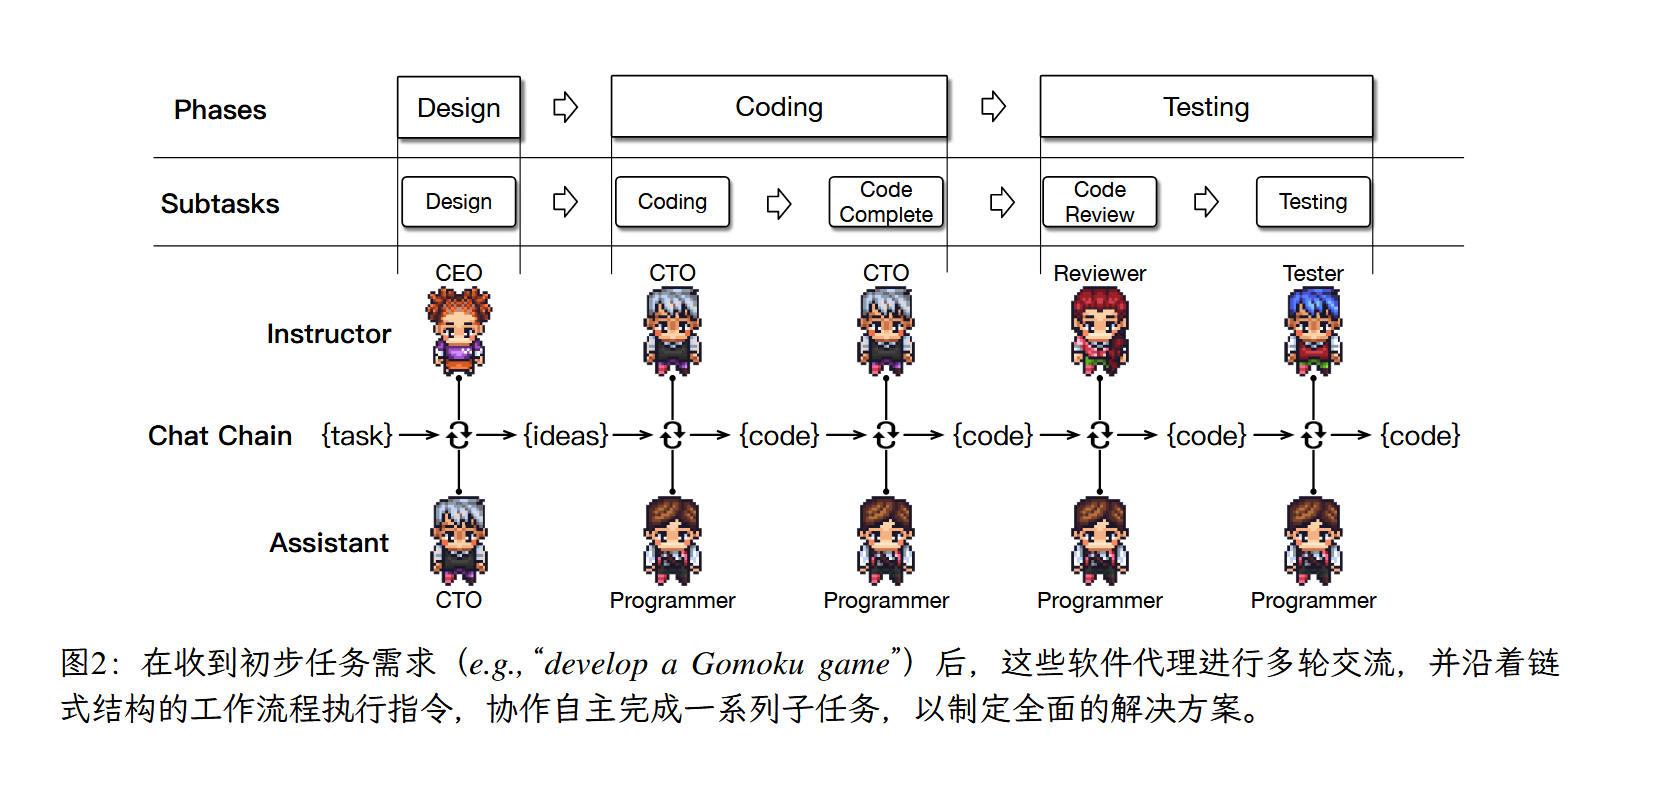 Phases Design Coding Testing
Subtasks Design Coding Code Complete Code Review Testing
CEO CTO CTO Reviewer Tester
Instructor
Chat Chain {task} {ideas} {code} {code} {code} {code}
Assistant
CTO Programmer Programmer Programmer Programmer
图2：在收到初步任务需求（e.g., “develop a Gomoku game”）后，这些软件代理进行多轮交流，并沿着链
式结构的工作流程执行指令，协作自主完成一系列子任务，以制定全面的解决方案。